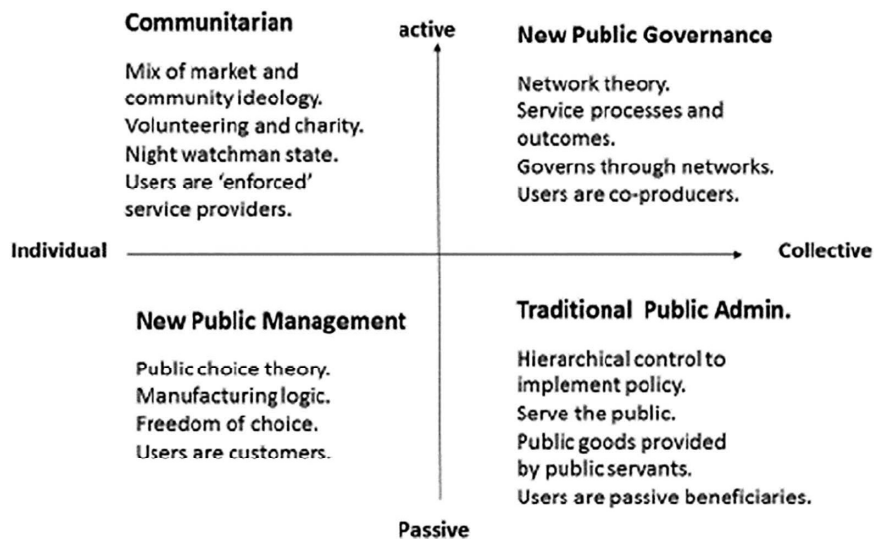 Communitarian
Mix of market and
community ideology.
Volunteering and charity.
Night watchman state.
Users are 'enforced'
service providers.
active
New Public Governance
Network theory.
Service processes and
outcomes.
Governs through networks.
Users are co-producers.
Individual
Collective
New Public Management
Public choice theory.
Manufacturing logic.
Freedom of choice.
Users are customers.
Traditional Public Admin.
Hierarchical control to
implement policy.
Serve the public.
Public goods provided
by public servants.
Users are passive beneficiaries.
Passive